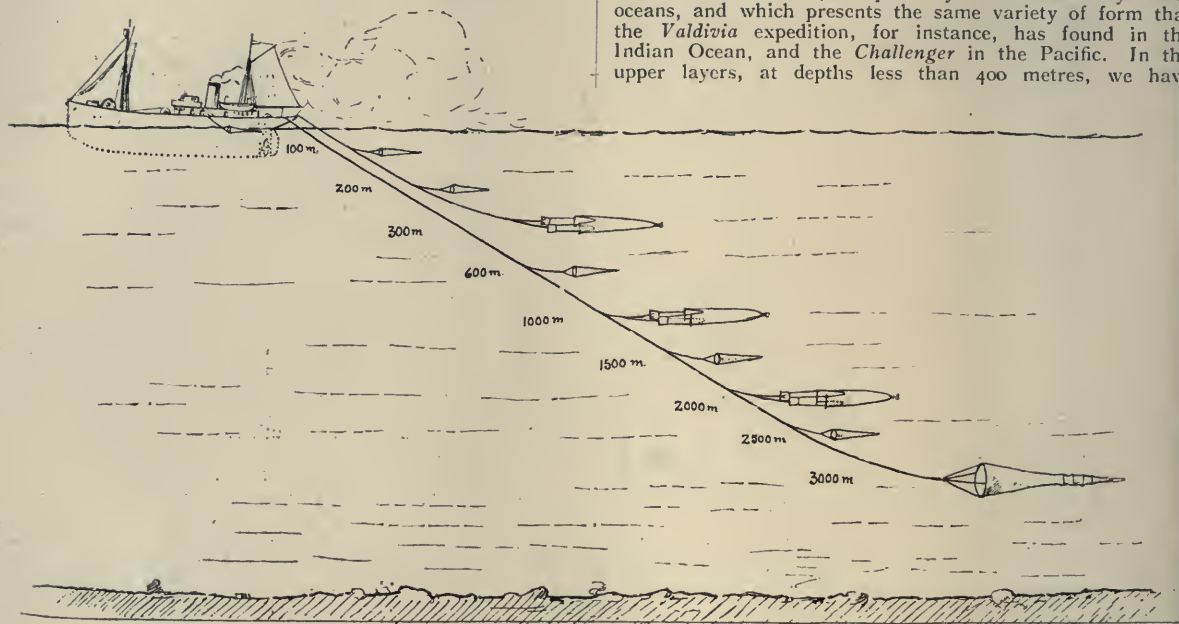 oceans, and which presents the same variety of form tha
the Valdivia expedition, for instance, has found in th
Indian Ocean, and the Challenger in the Pacific. In th
upper layers, at depths less than 400 metres, we hav
100 m.
200 m
300 m
600 m.
1000 m
1500 m.
2000 m
2500 m
3000 m